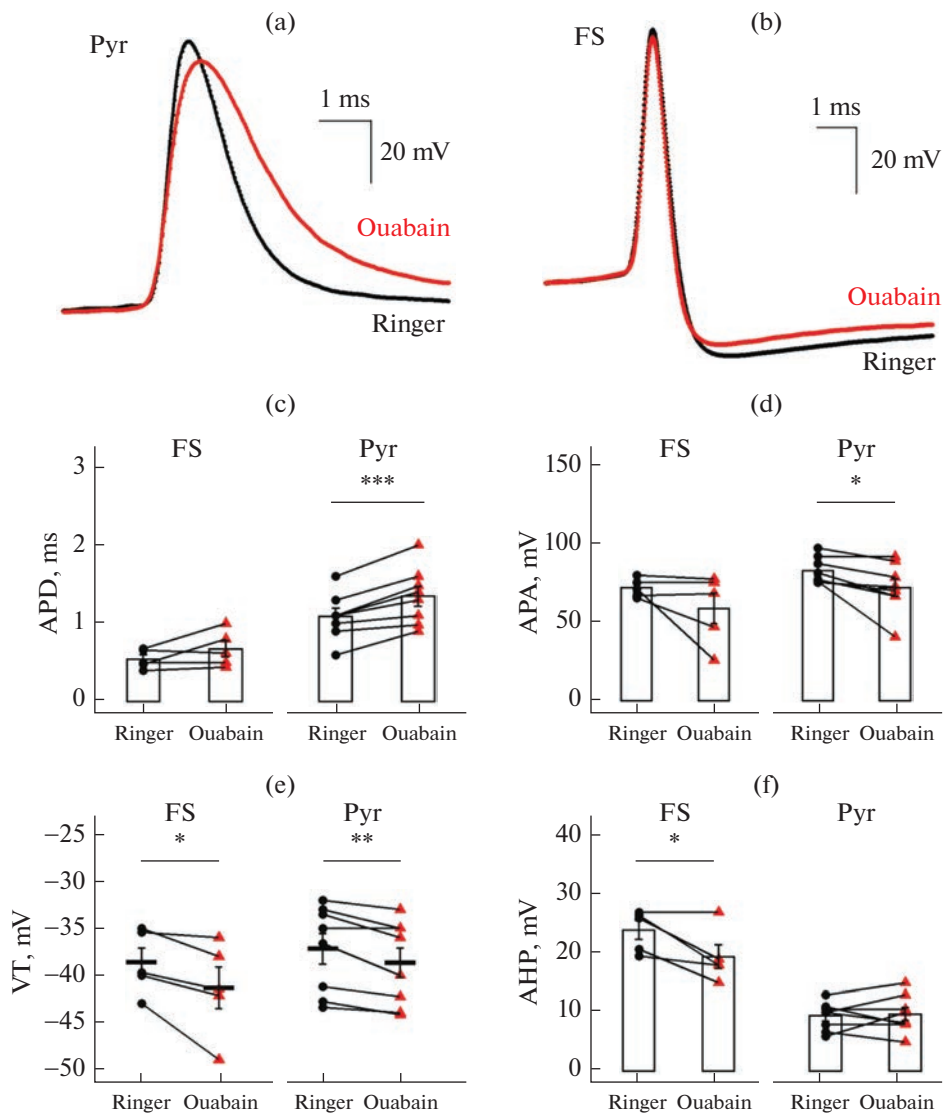 (a) (b)
Pyr FS
1 ms 1 ms
20 mV 20 mV
Ouabain
Ringer
Ouabain
Ringer
(c)
FS Pyr
***
APD, ms
3
2
1
0
Ringer Ouabain Ringer Ouabain
(d)
FS Pyr
*
APA, mV
150
100
50
0
Ringer Ouabain Ringer Ouabain
(e)
FS Pyr
* **
VT, mV
−25
−30
−35
−40
−45
−50
Ringer Ouabain Ringer Ouabain
(f)
FS Pyr
*
AHP, mV
40
30
20
10
0
Ringer Ouabain Ringer Ouabain